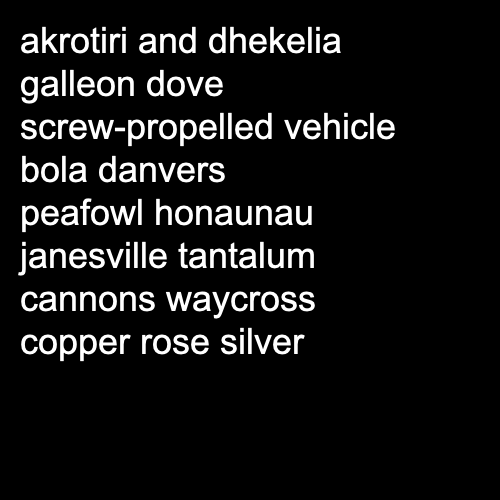 akrotiri and dhekelia
galleon dove
screw-propelled vehicle
bola danvers
peafowl honaunau
janesville tantalum
cannons waycross
copper rose silver